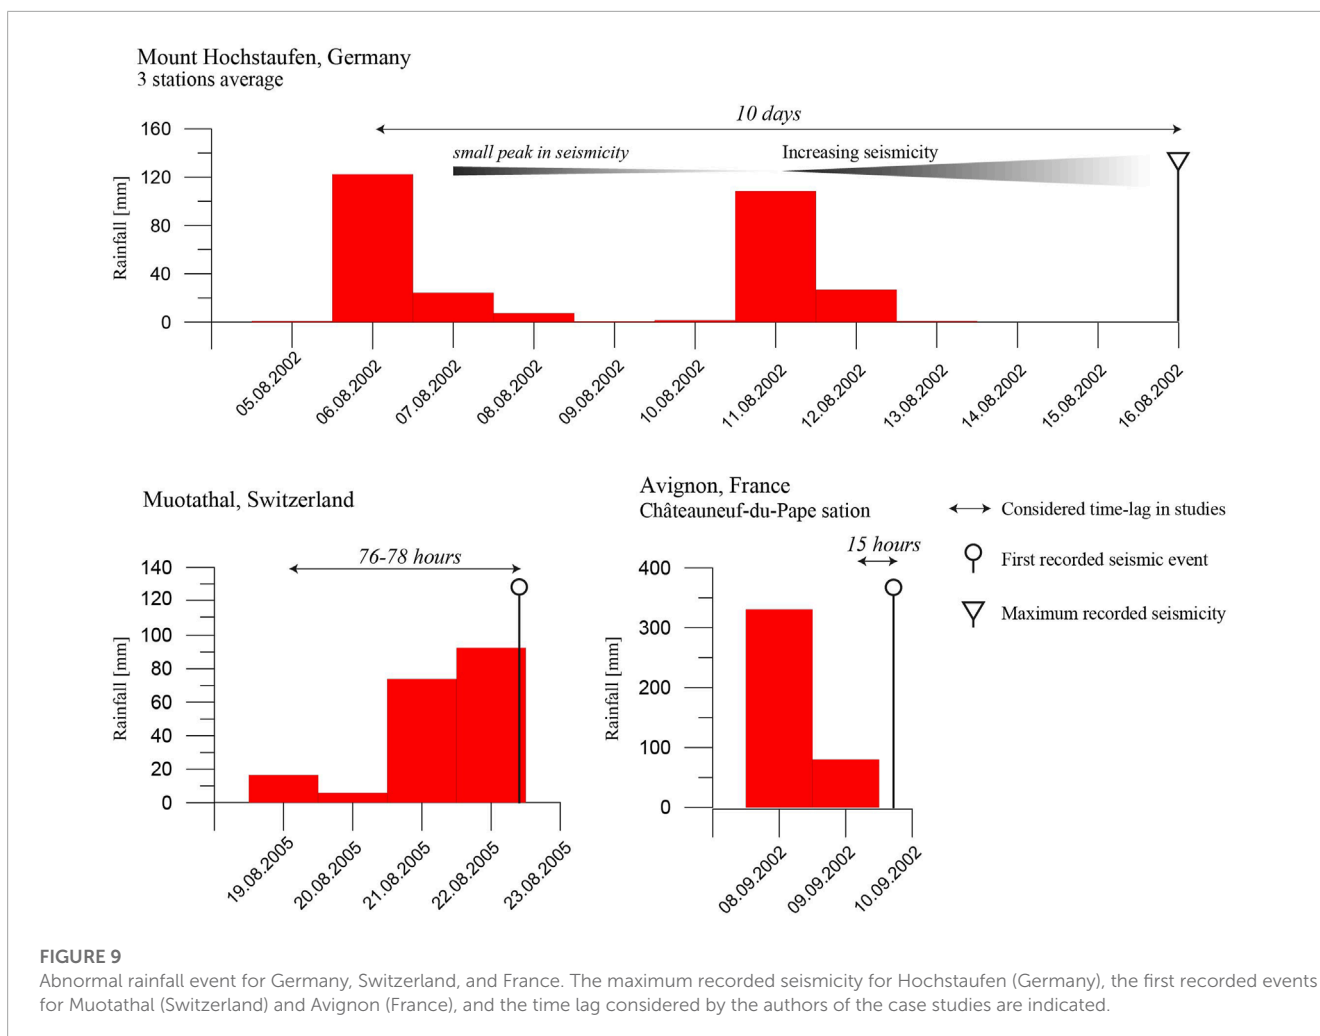 Mount Hochstaufen, Germany
3 stations average
10 days
small peak in seismicity
Increasing seismicity
Rainfall [mm]
160
120
80
40
0
05.08.2002
06.08.2002
07.08.2002
08.08.2002
09.08.2002
10.08.2002
11.08.2002
12.08.2002
13.08.2002
14.08.2002
15.08.2002
16.08.2002
Muotathal, Switzerland
76-78 hours
Rainfall [mm]
140
120
100
80
60
40
20
0
19.08.2005
20.08.2005
21.08.2005
22.08.2005
23.08.2005
Avignon, France
Châteauneuf-du-Pape sation
15 hours
Rainfall [mm]
400
300
200
100
0
08.09.2002
09.09.2002
10.09.2002
Considered time-lag in studies
First recorded seismic event
Maximum recorded seismicity
FIGURE 9
Abnormal rainfall event for Germany, Switzerland, and France. The maximum recorded seismicity for Hochstaufen (Germany), the first recorded events
for Muotathal (Switzerland) and Avignon (France), and the time lag considered by the authors of the case studies are indicated.